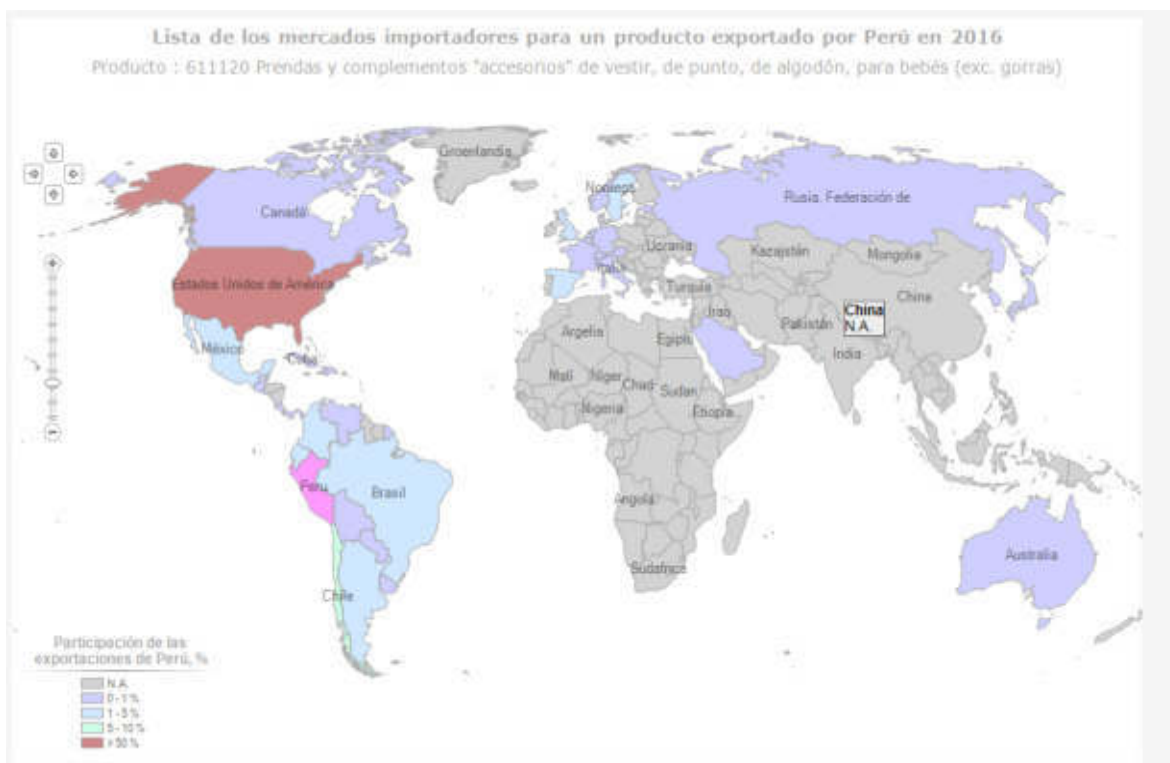 Lista de los mercados importadores para un producto exportado por Perú en 2016
Producto : 611120 Prendas y complementos "accesorios" de vestir, de punto, de algodón, para bebés (exc. gorras)
Groenlandia
Noruega
Canadá
Rusia. Federación de
Ucrania
Kazajstán
Mongolia
Estados Unidos de América
Italia
Turquía
China
China
N.A.
México
Cuba
Argelia
Iraq
Pakistán
Egipto
India
Malí
Níger
Chad
Sudán
Nigeria
Etiopía
Perú
Brasil
Angola
Australia
Sudáfrica
Chile
Participación de las
exportaciones de Perú, %
N.A.
0 - 1 %
1 - 5 %
5 - 10 %
> 50 %